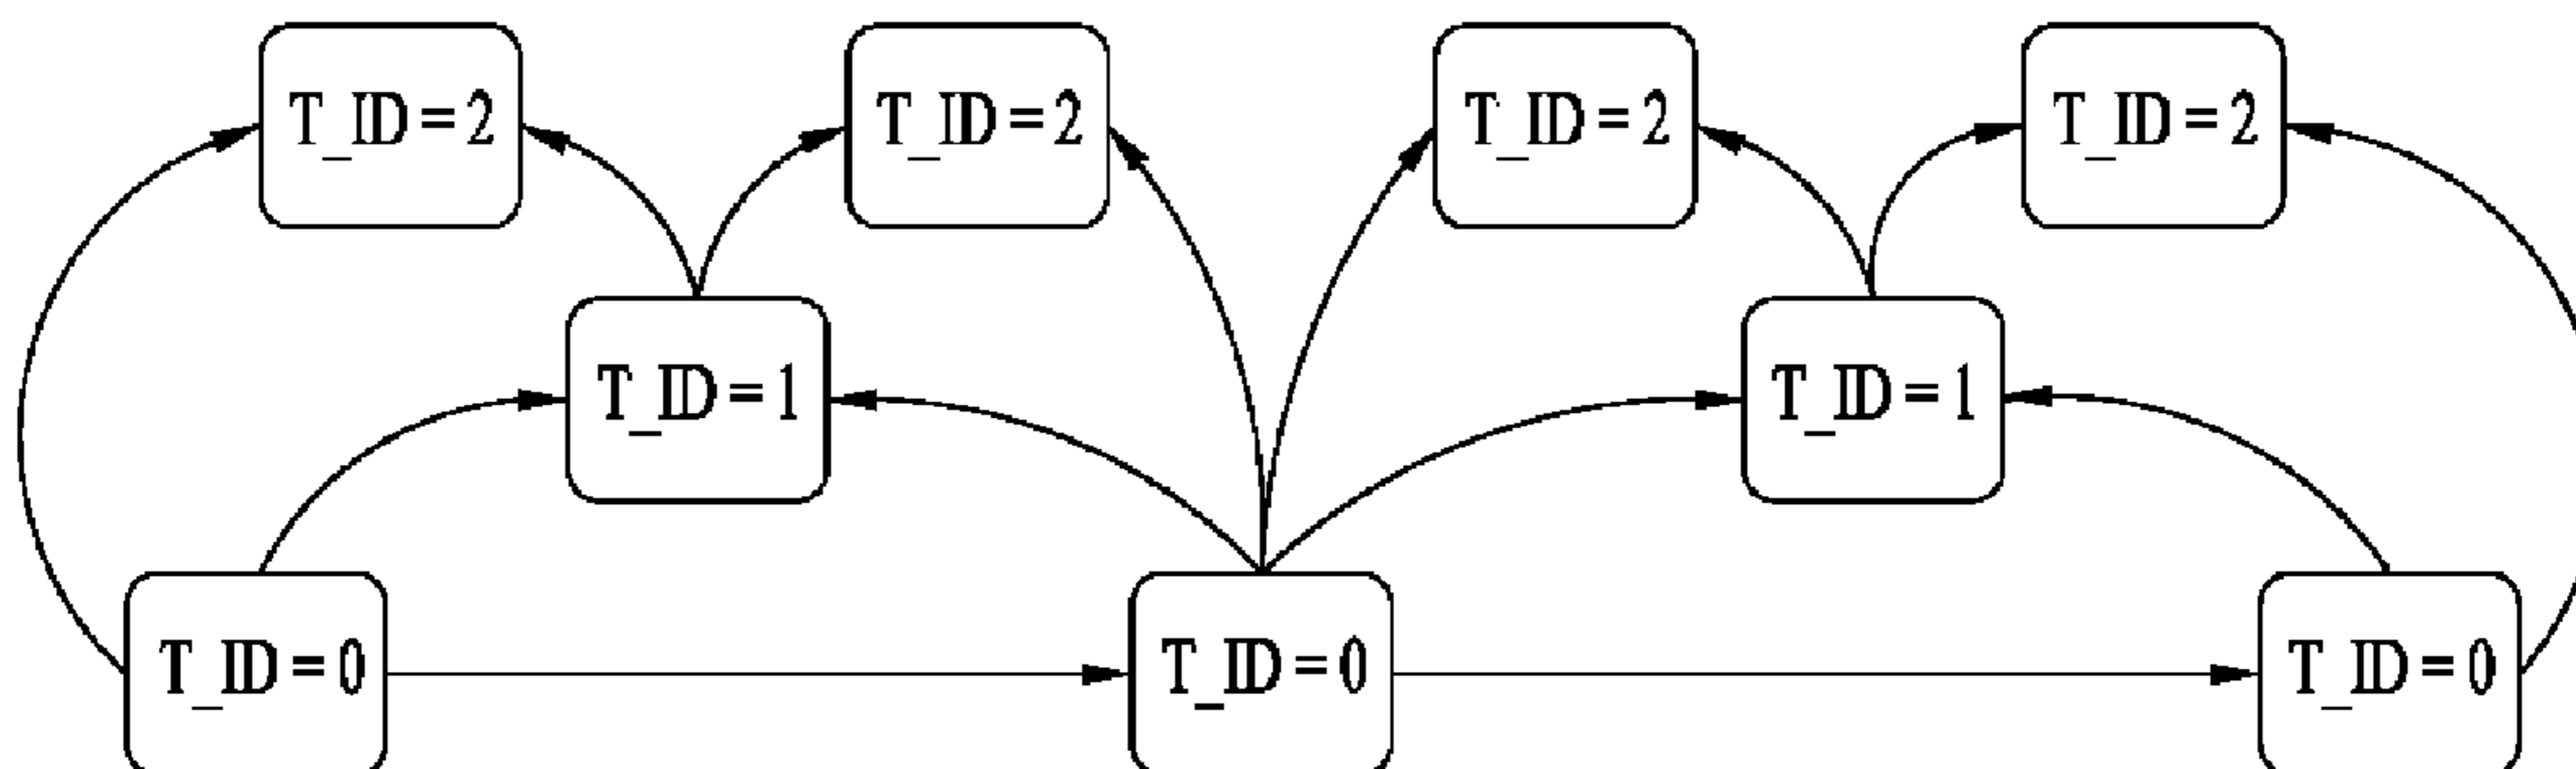 T_ID = 2
T_ID = 2
T_ID = 2
T_ID = 2
T_ID = 1
T_ID = 1
T_ID = 0
T_ID = 0
T_ID = 0